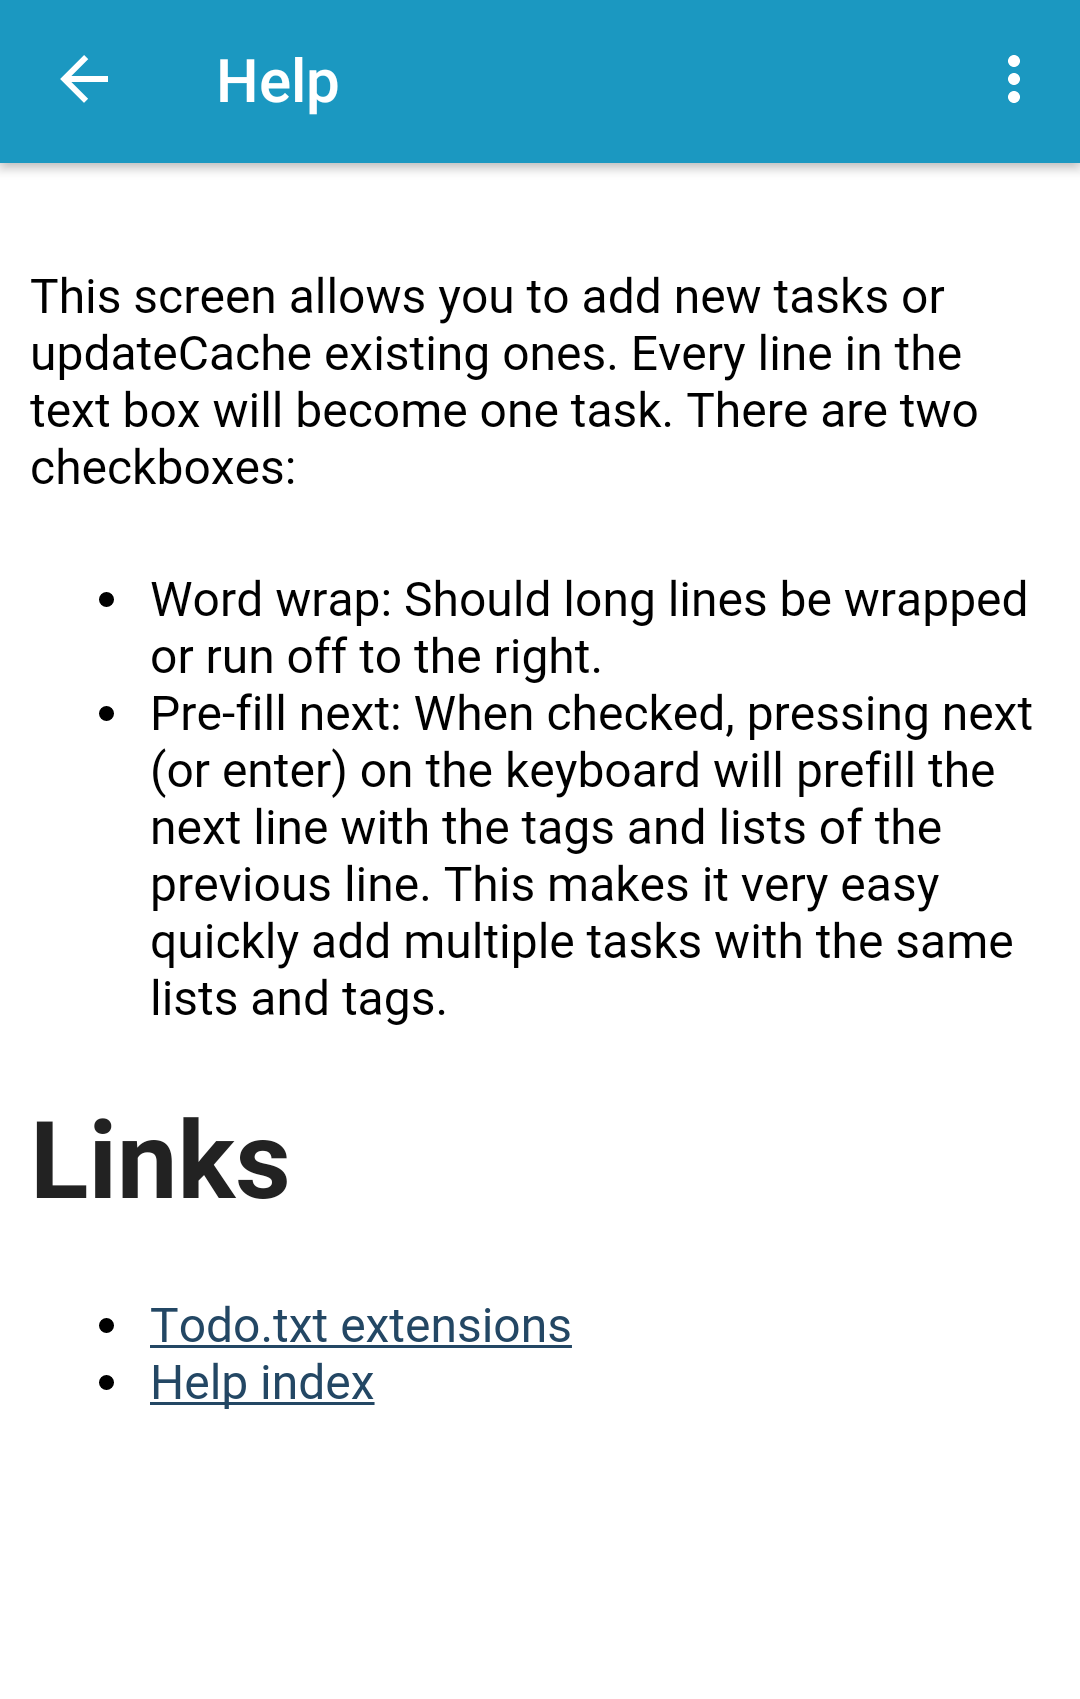 Help
This screen allows you to add new tasks or
updateCache existing ones. Every line in the
text box will become one task. There are two
checkboxes:
Word wrap: Should long lines be wrapped
or run off to the right.
Pre-fill next: When checked, pressing next
(or enter) on the keyboard will prefill the
next line with the tags and lists of the
previous line. This makes it very easy
quickly add multiple tasks with the same
lists and tags.
Links
Todo.txt extensions
Help index